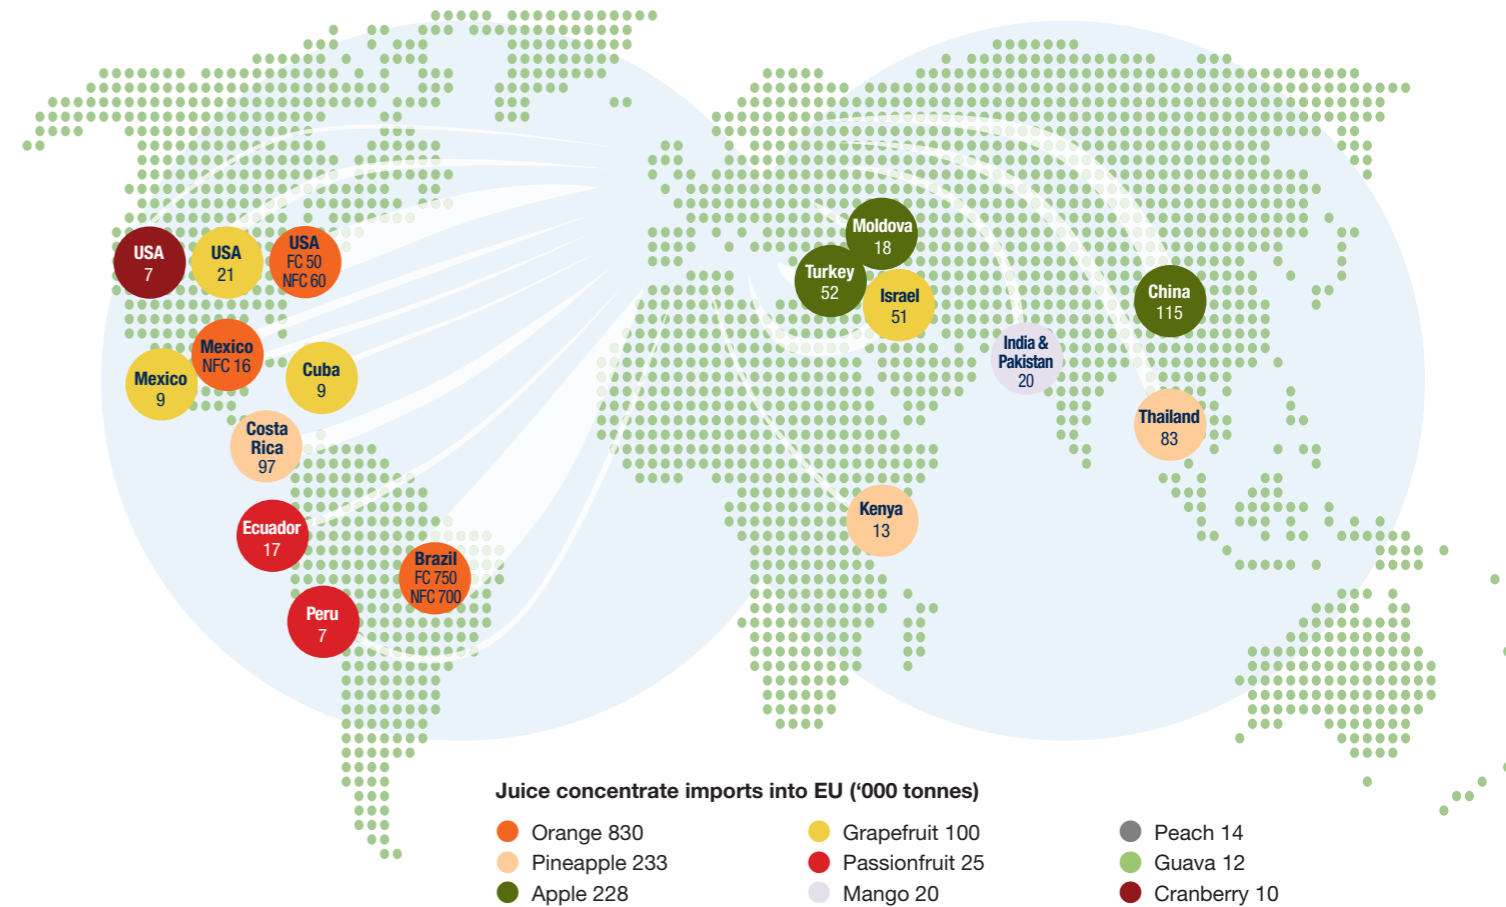 USA
7
USA
21
USA
FC 50
NFC 60
Mexico
NFC 16
Mexico
9
Cuba
9
Costa
Rica
97
Ecuador
17
Peru
7
Brazil
FC 750
NFC 700
Moldova
18
Turkey
52
Israel
51
India &
Pakistan
20
China
115
Thailand
83
Kenya
13
Juice concentrate imports into EU (‘000 tonnes)
Orange 830
Pineapple 233
Apple 228
Grapefruit 100
Passionfruit 25
Mango 20
Peach 14
Guava 12
Cranberry 10